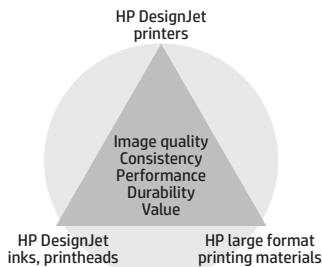 HP DesignJet
printers
Image quality
Consistency
Performance
Durability
Value
HP DesignJet
inks, printheads
HP large format
printing materials